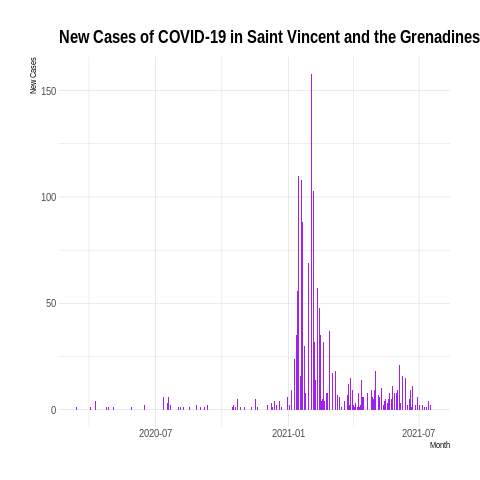 New Cases of COVID-19 in Saint Vincent and the Grenadines
New Cases
150
100
50
0
2020-07
2021-01
2021-07
Month